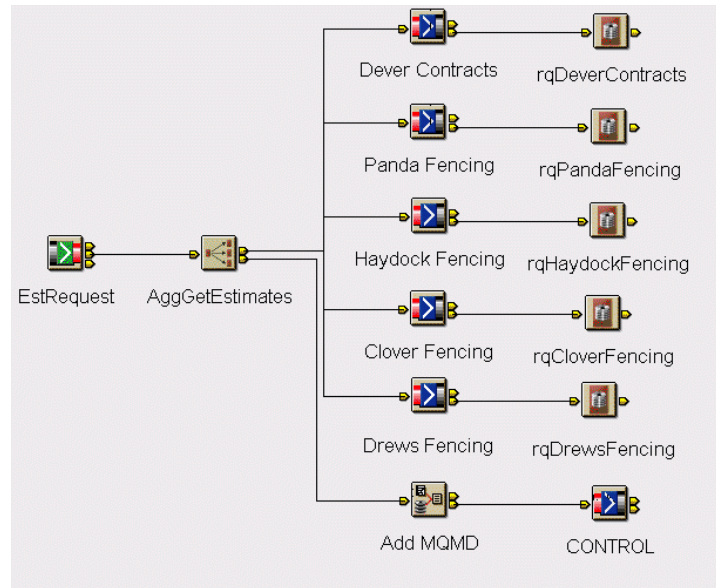 Dever Contracts rqDeverContracts
Panda Fencing rqPandaFencing
Haydock Fencing rqHaydockFencing
EstRequest AggGetEstimates
Clover Fencing rqCloverFencing
Drews Fencing rqDrewsFencing
Add MQMD CONTROL